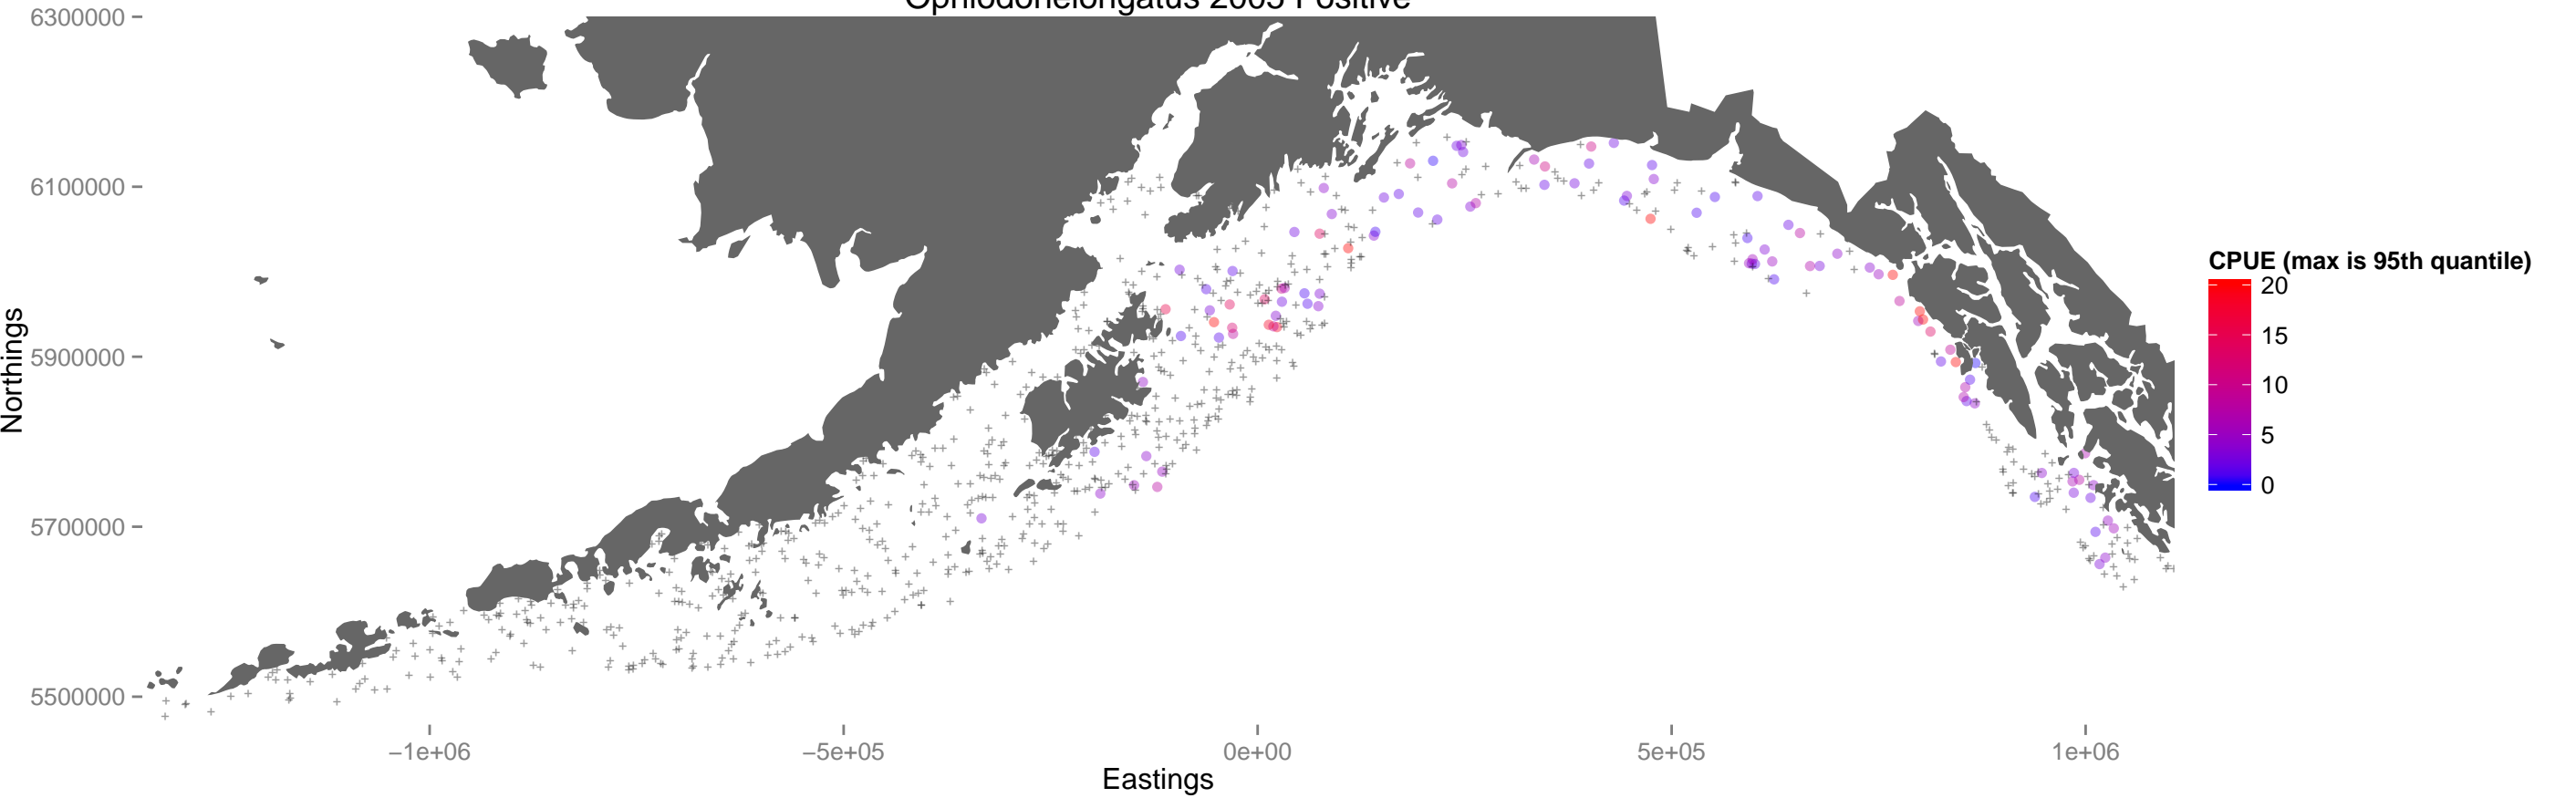 Ophiodonelongatus 2005 Positive
6300000
6100000
5900000
5700000
5500000
Northings
−1e+06
−5e+05
0e+00
5e+05
1e+06
Eastings
CPUE (max is 95th quantile)
20
15
10
5
0